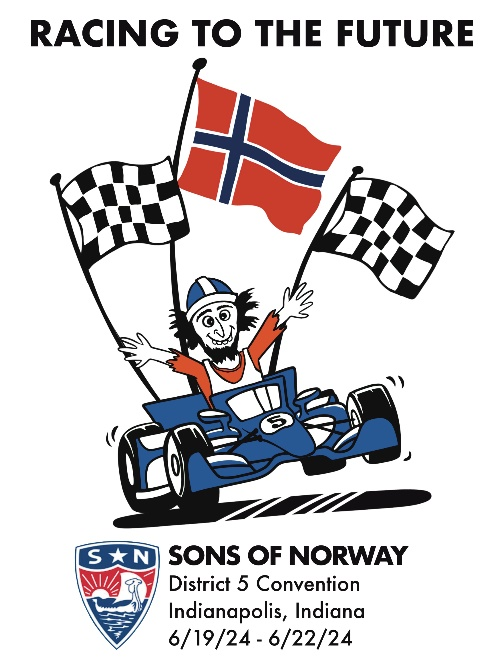 RACING TO THE FUTURE
5
S★N
SONS OF NORWAY
District 5 Convention
Indianapolis, Indiana
6/19/24 - 6/22/24